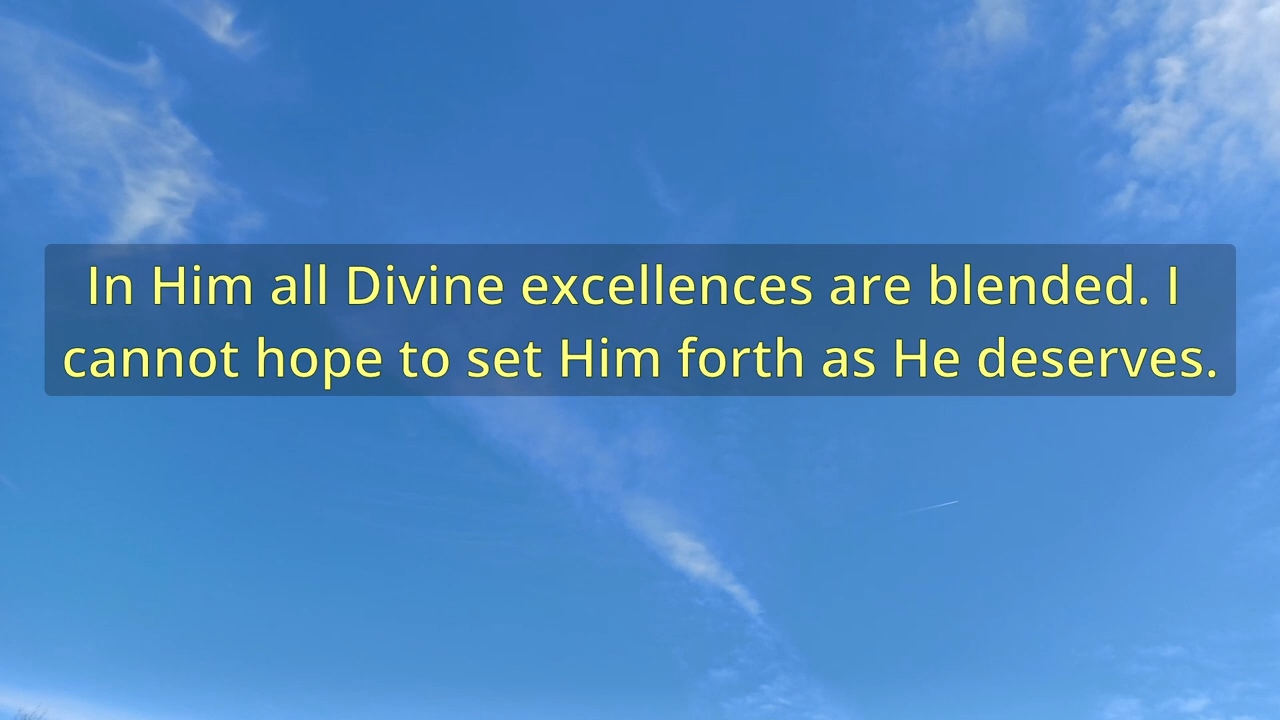 In Him all Divine excellences are blended. I
cannot hope to set Him forth as He deserves.